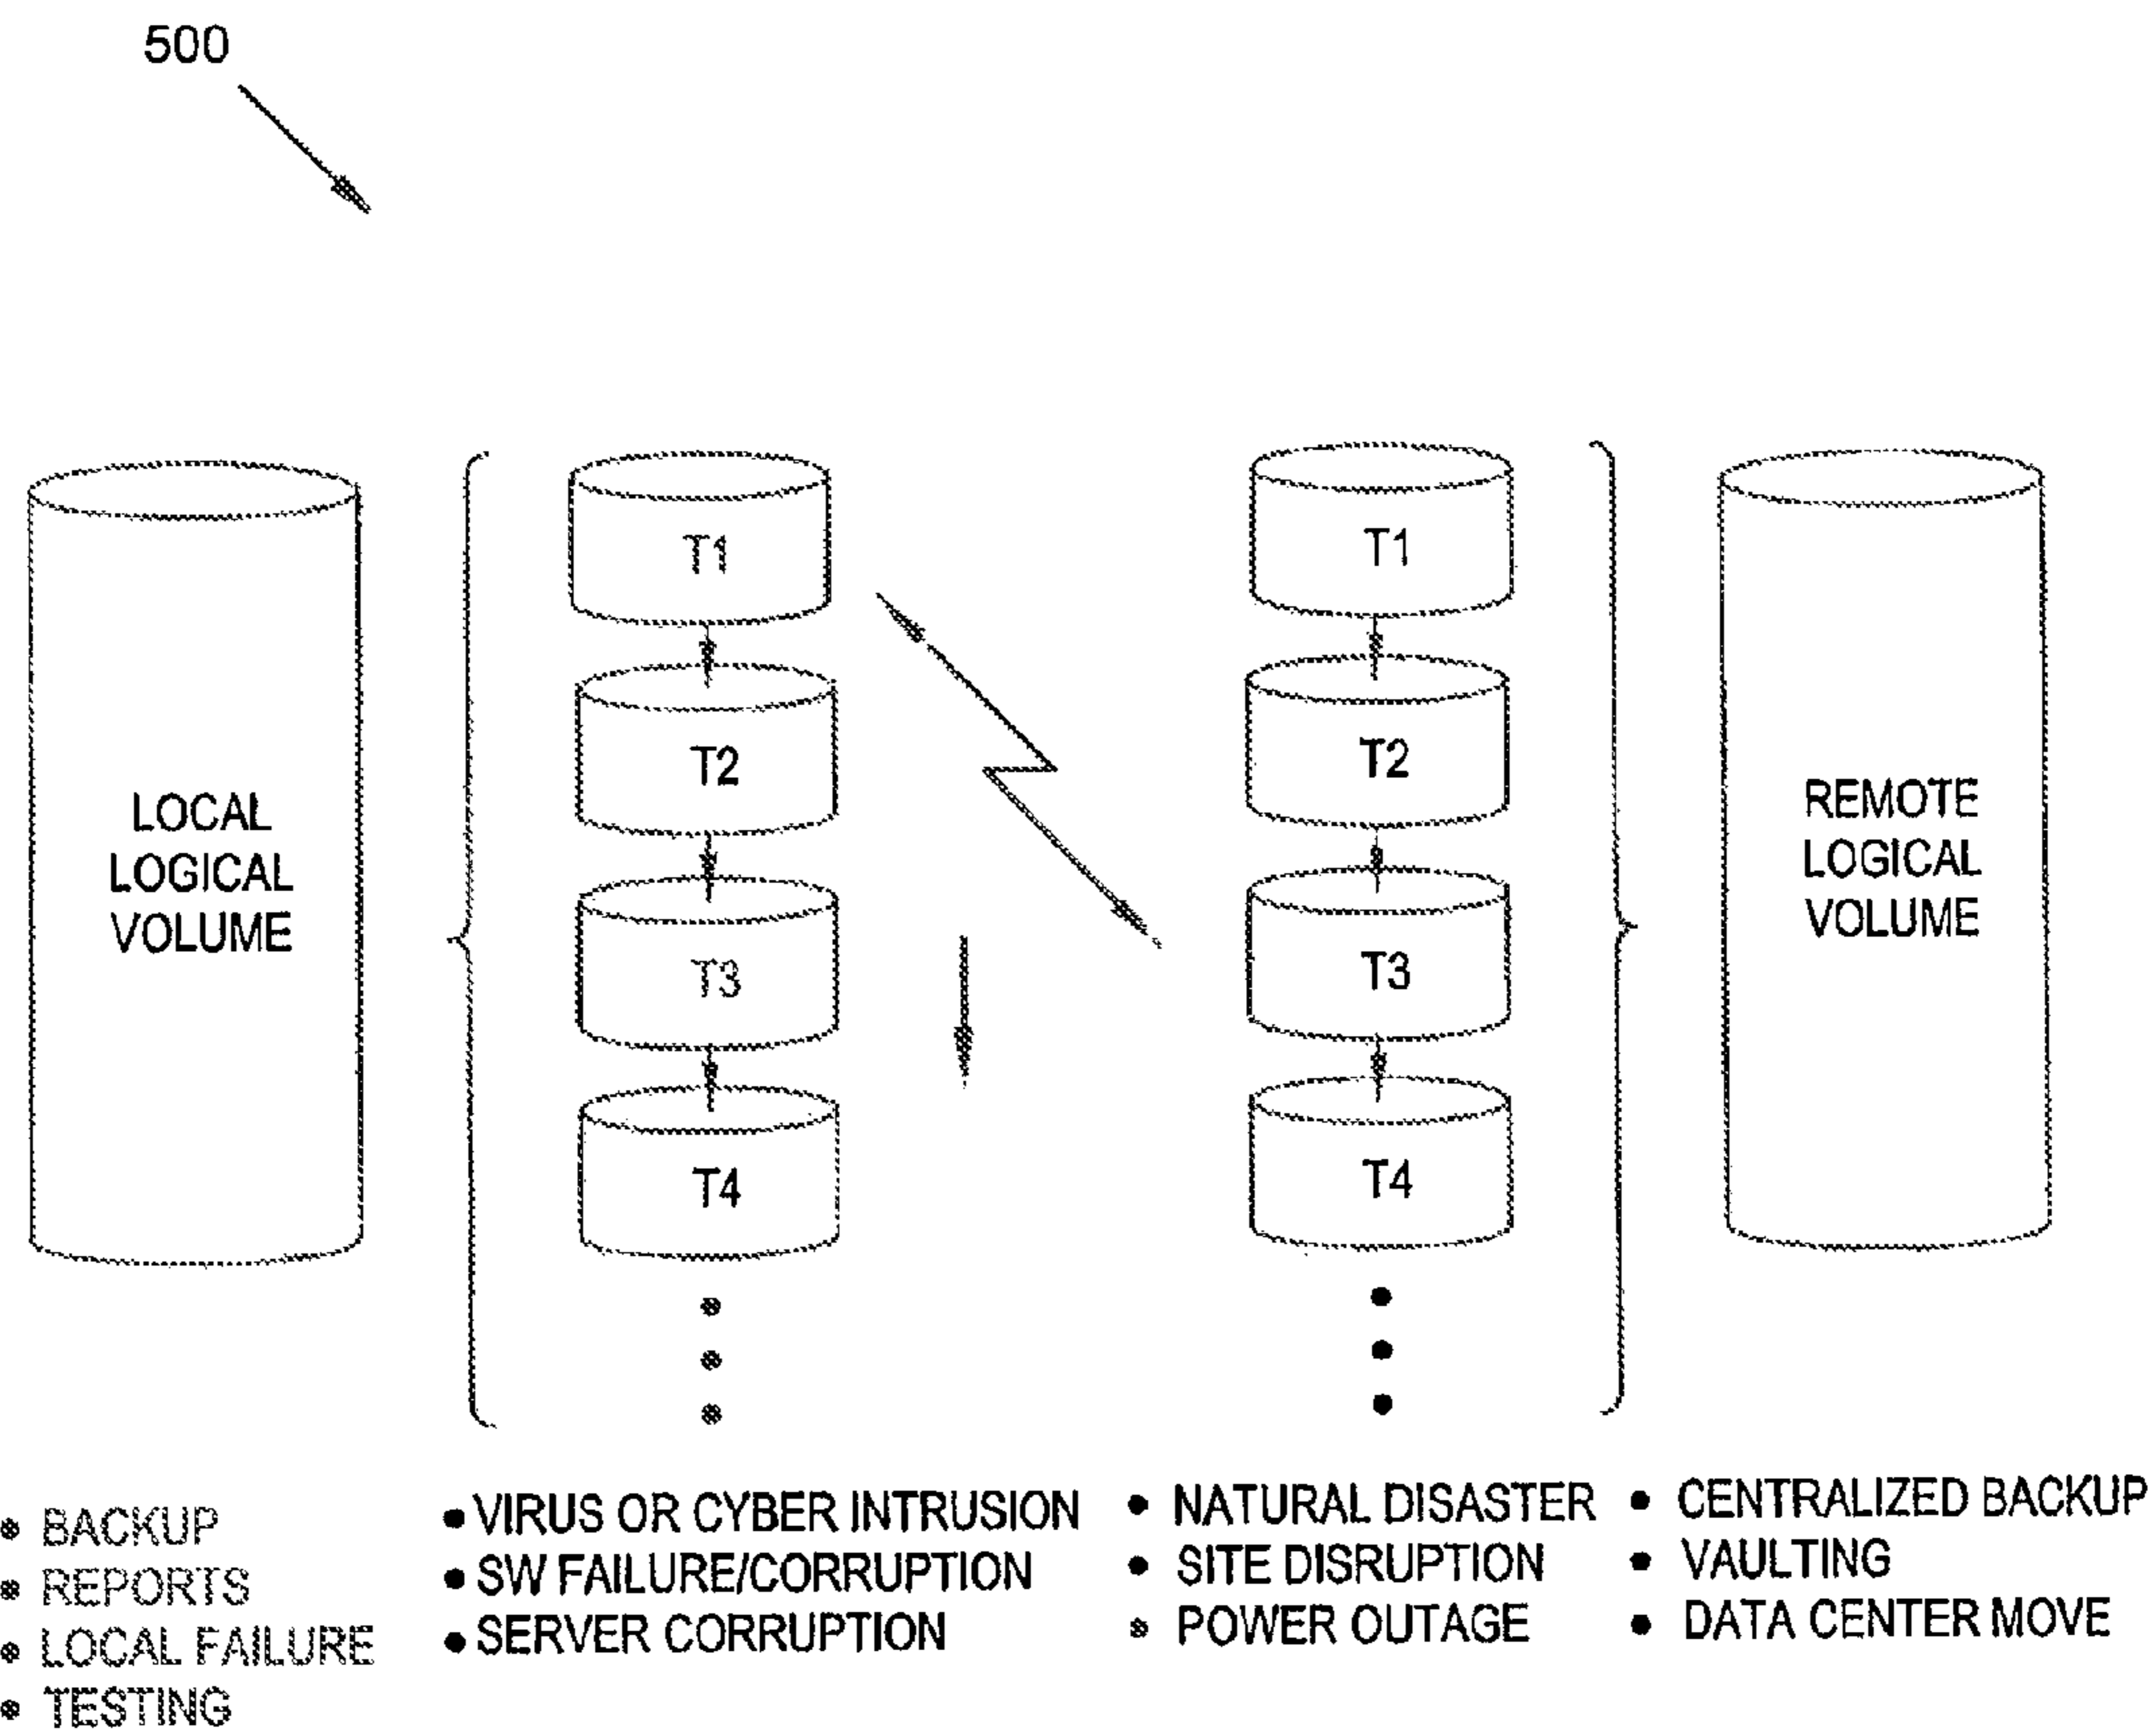 500
LOCAL
LOGICAL
VOLUME
T1
T2
T3
T4
T1
T2
T3
T4
REMOTE
LOGICAL
VOLUME
• BACKUP
• REPORTS
• LOCAL FAILURE
• TESTING
• VIRUS OR CYBER INTRUSION
• SW FAILURE/CORRUPTION
• SERVER CORRUPTION
• NATURAL DISASTER
• SITE DISRUPTION
• POWER OUTAGE
• CENTRALIZED BACKUP
• VAULTING
• DATA CENTER MOVE